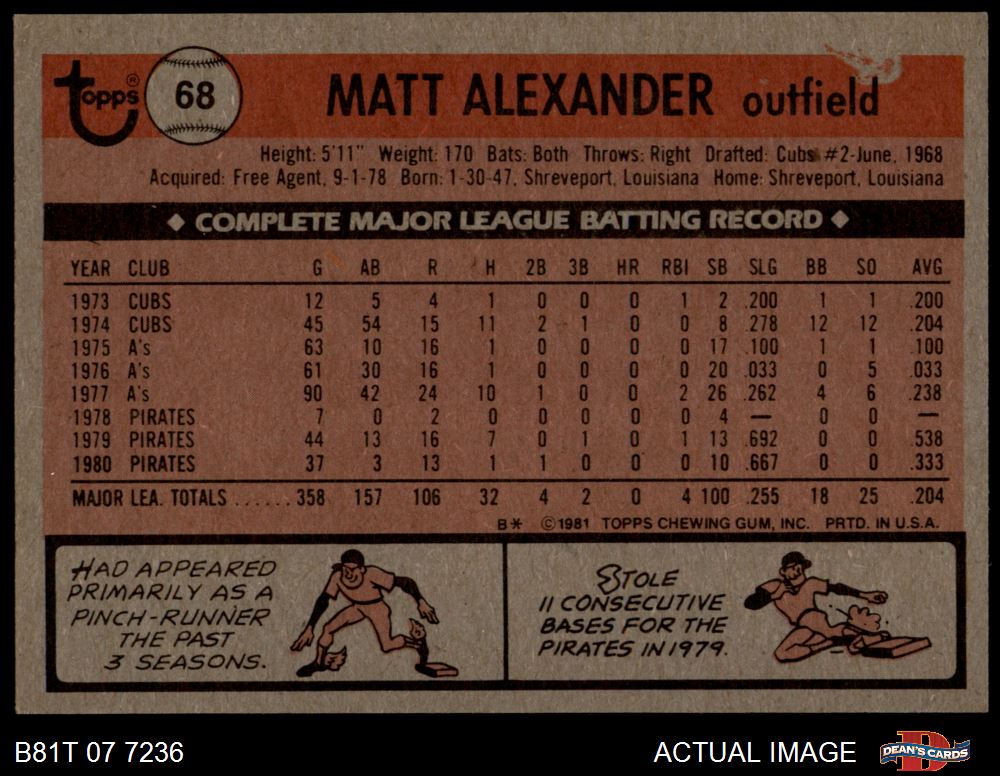 topps® 68 MATT ALEXANDER outfield
Height: 5'11" Weight: 170 Bats: Both Throws: Right Drafted: Cubs #2-June, 1968
Acquired: Free Agent, 9-1-78 Born: 1-30-47, Shreveport, Louisiana Home: Shreveport, Louisiana
◆ COMPLETE MAJOR LEAGUE BATTING RECORD ◆
YEAR CLUB G AB R H 2B 3B HR RBI SB SLG BB SO AVG
1973 CUBS 12 5 4 1 0 0 0 1 2 .200 1 1 .200
1974 CUBS 45 54 15 11 2 1 0 0 8 .278 12 12 .204
1975 A's 63 10 16 1 0 0 0 0 17 .100 1 1 .100
1976 A's 61 30 16 1 0 0 0 0 20 .033 0 5 .033
1977 A's 90 42 24 10 1 0 0 2 26 .262 4 6 .238
1978 PIRATES 7 0 2 0 0 0 0 0 4 — 0 0 —
1979 PIRATES 44 13 16 7 0 1 0 1 13 .692 0 0 .538
1980 PIRATES 37 3 13 1 1 0 0 0 10 .667 0 0 .333
MAJOR LEA. TOTALS ...... 358 157 106 32 4 2 0 4 100 .255 18 25 .204
B* ©1981 TOPPS CHEWING GUM, INC. PRTD. IN U.S.A.
HAD APPEARED
PRIMARILY AS A
PINCH-RUNNER
THE PAST
3 SEASONS.
STOLE
11 CONSECUTIVE
BASES FOR THE
PIRATES IN 1979.
B81T 07 7236 ACTUAL IMAGE DEAN'S CARDS